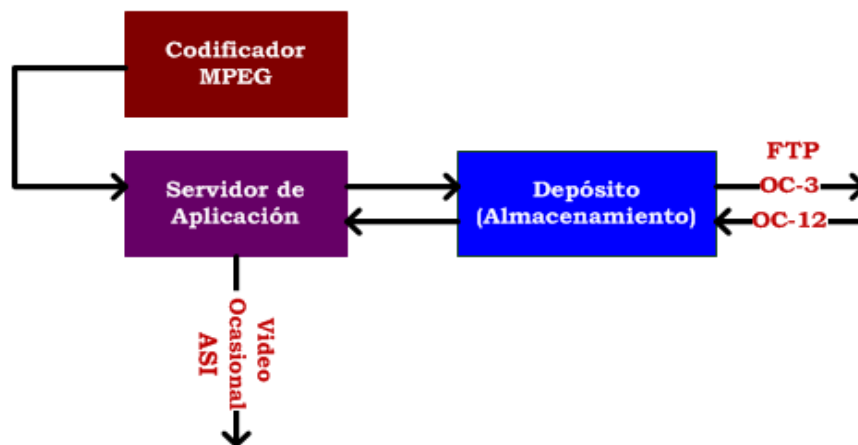 Codificador
MPEG
Servidor de
Aplicación
Depósito
(Almacenamiento)
FTP
OC-3
OC-12
Video
Ocasional
ASI